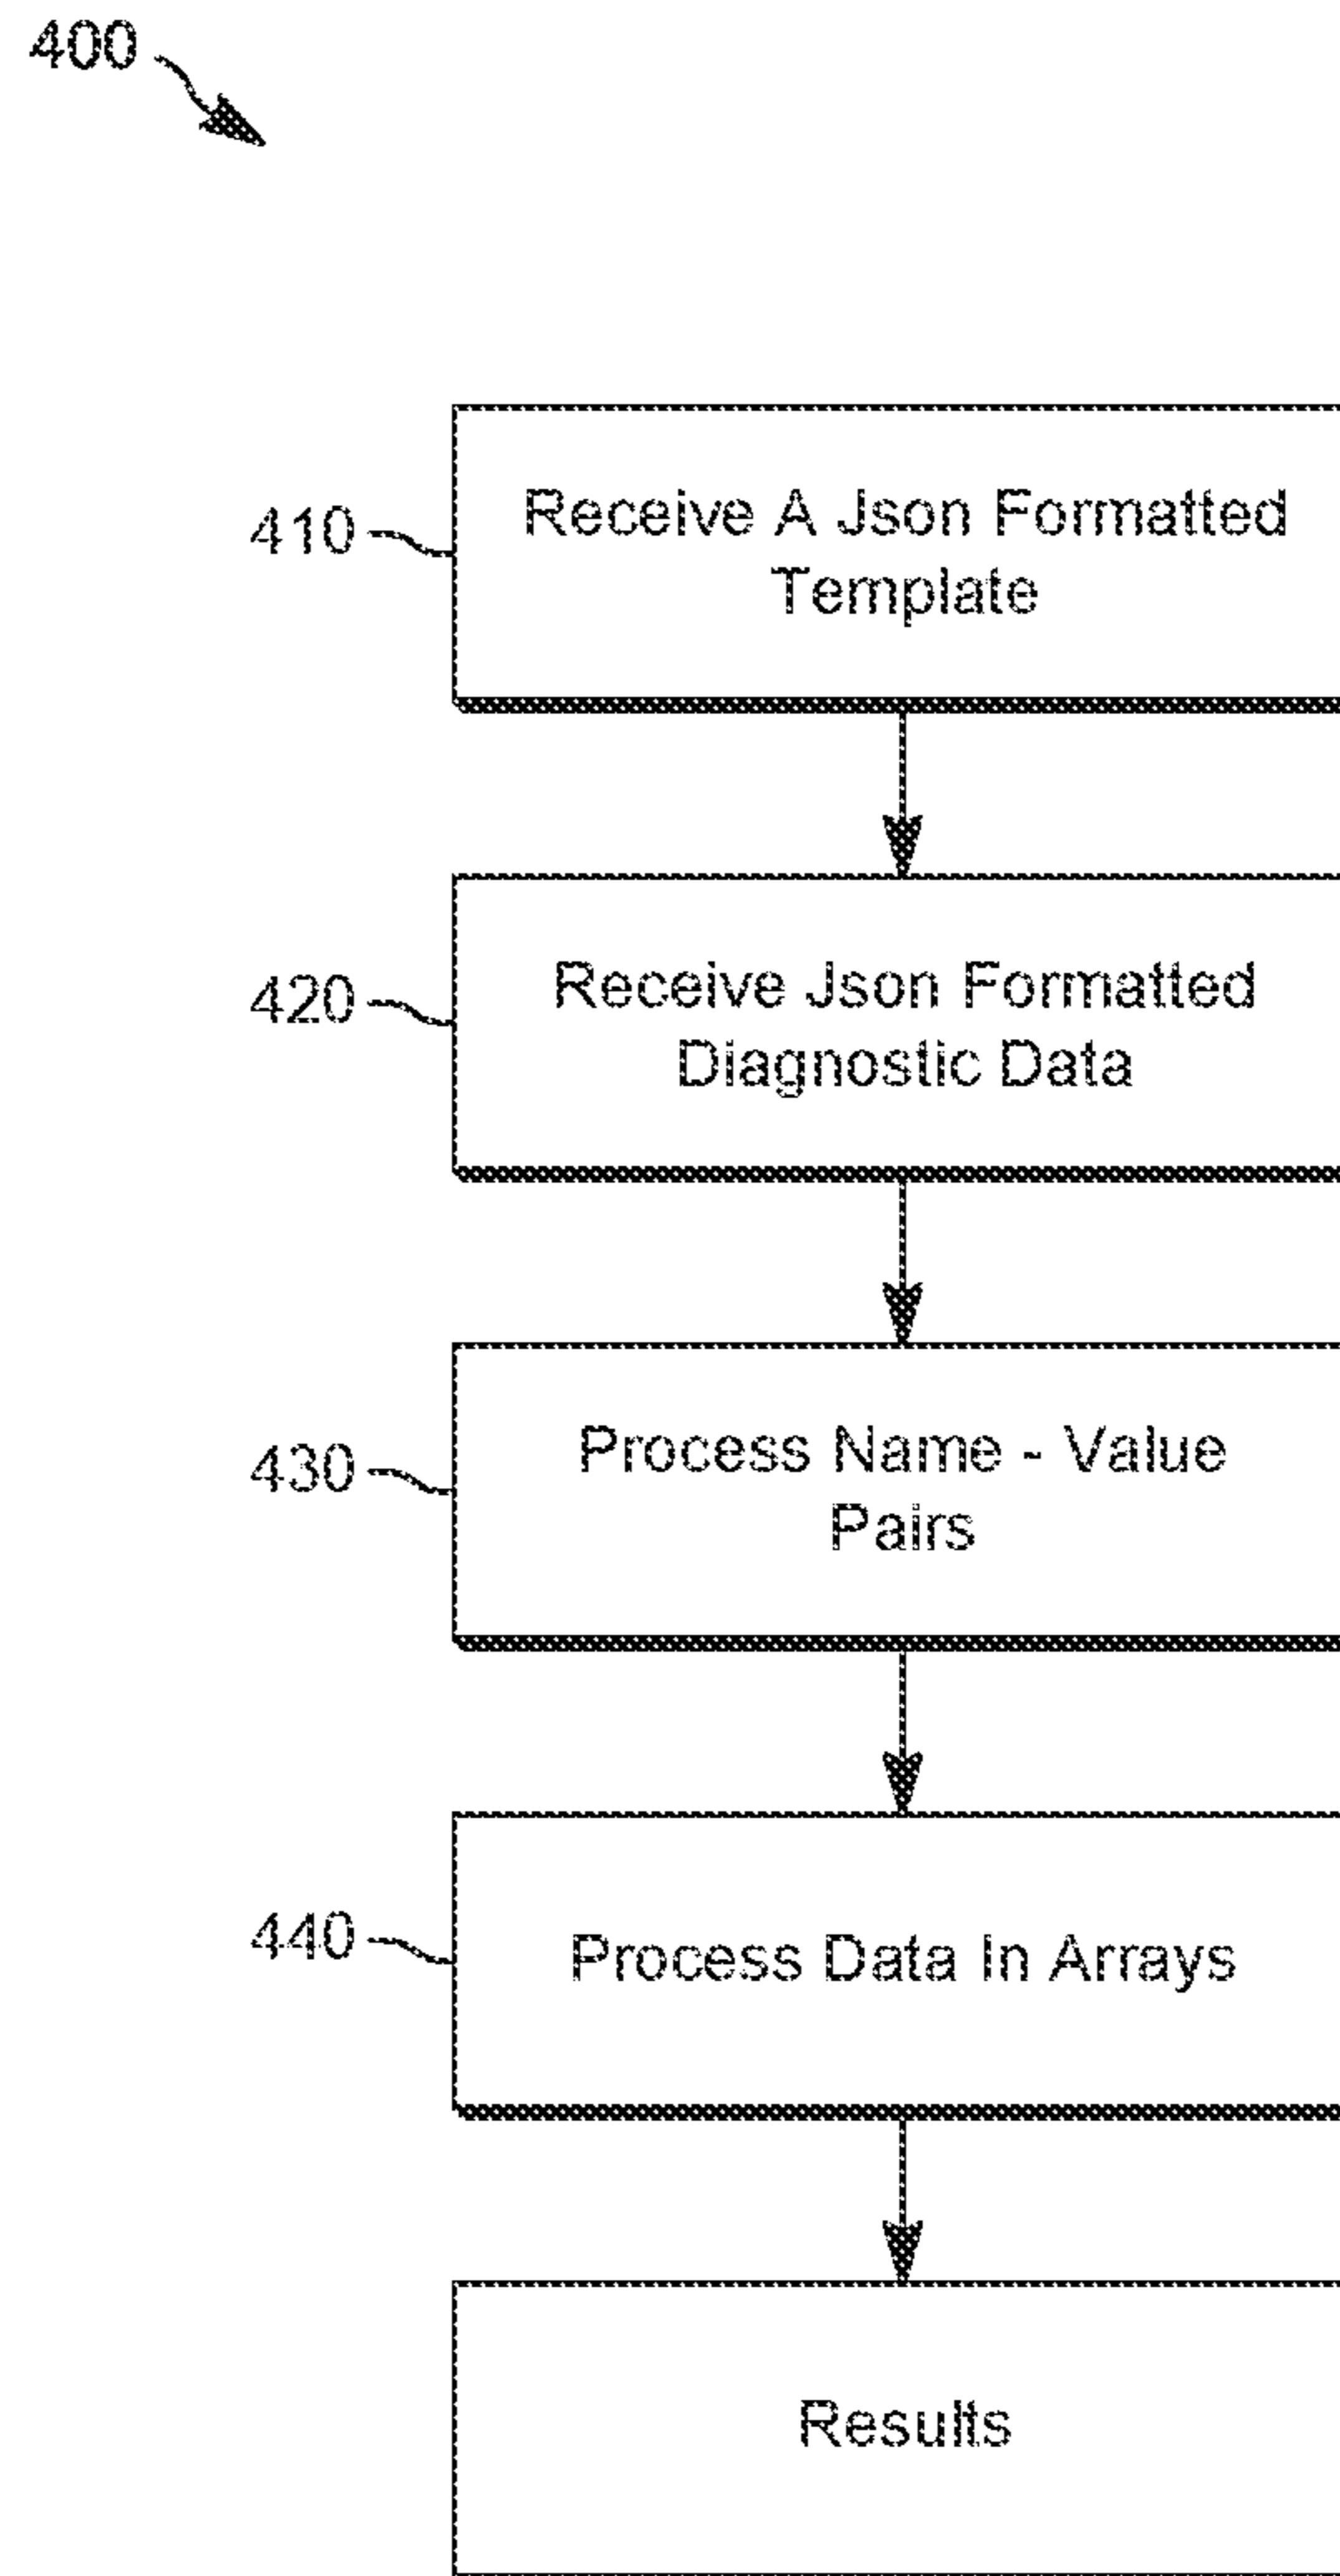 400
410
Receive A Json Formatted
Template
420
Receive Json Formatted
Diagnostic Data
430
Process Name - Value
Pairs
440
Process Data In Arrays
Results